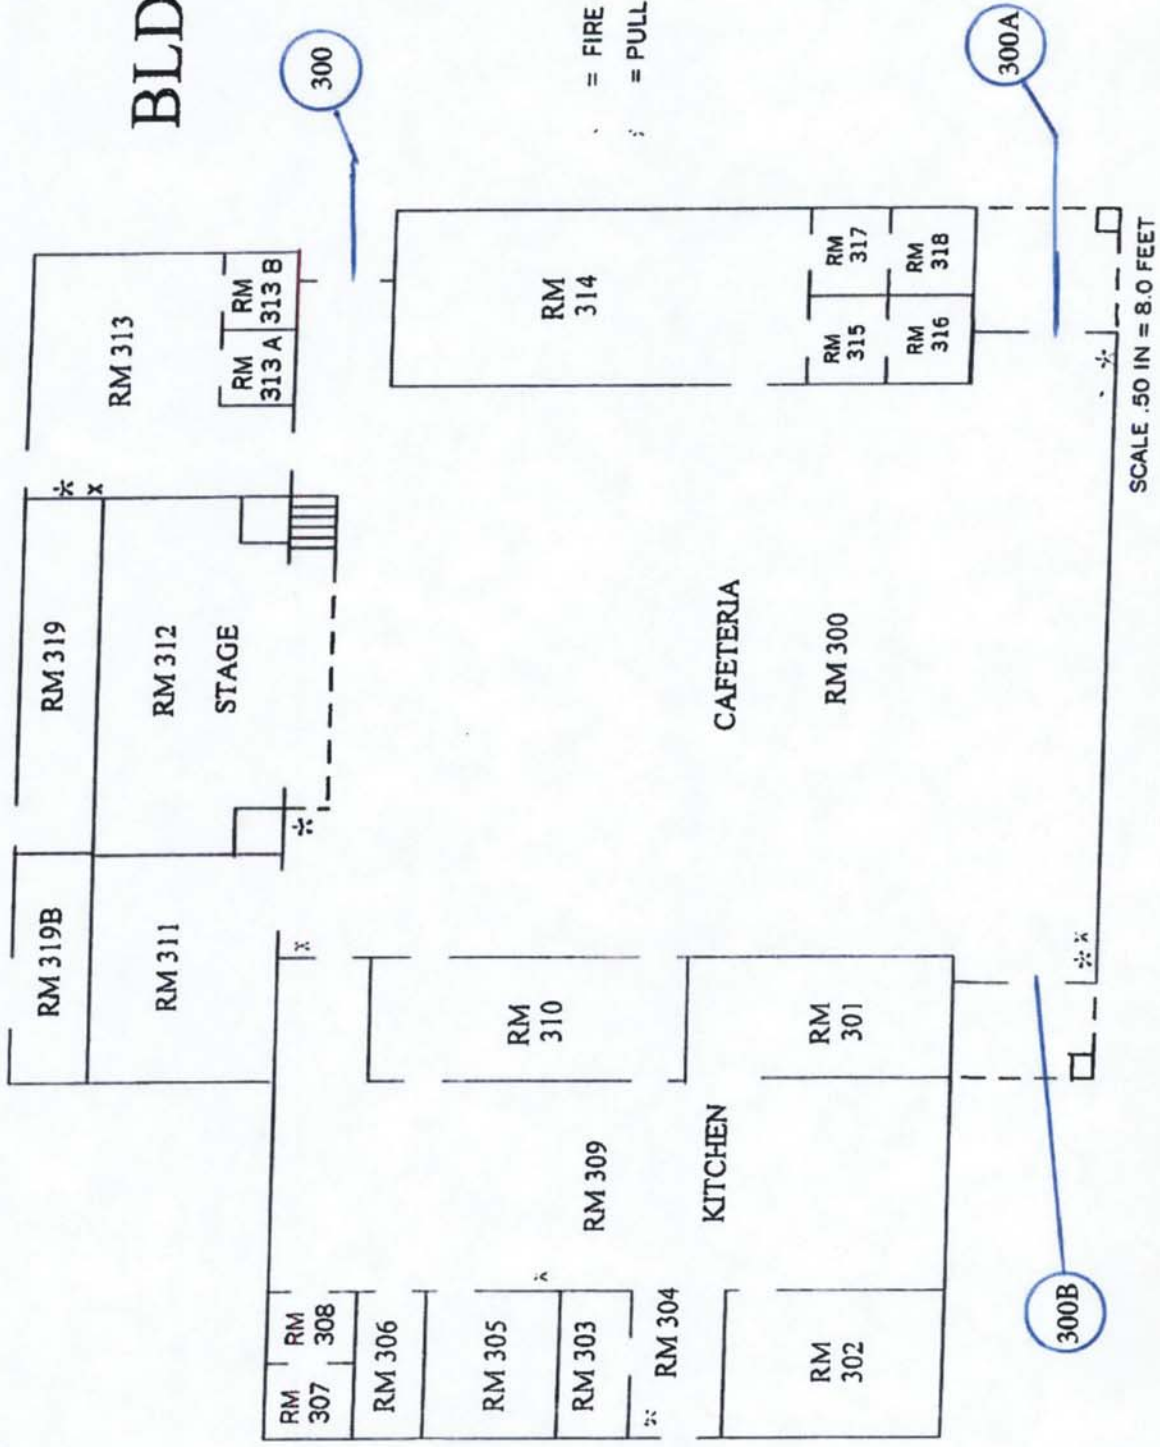 BLD
RM 319B
RM 319
RM 311
RM 312
STAGE
RM 313
RM
313 A
RM
313 B
300
RM
307
RM
308
RM 306
RM 305
RM 303
RM 304
RM
302
RM 309
KITCHEN
RM
310
RM
301
CAFETERIA
RM 300
RM
314
RM
315
RM
317
RM
316
RM
318
= FIRE
= PULL
300B
300A
SCALE .50 IN = 8.0 FEET